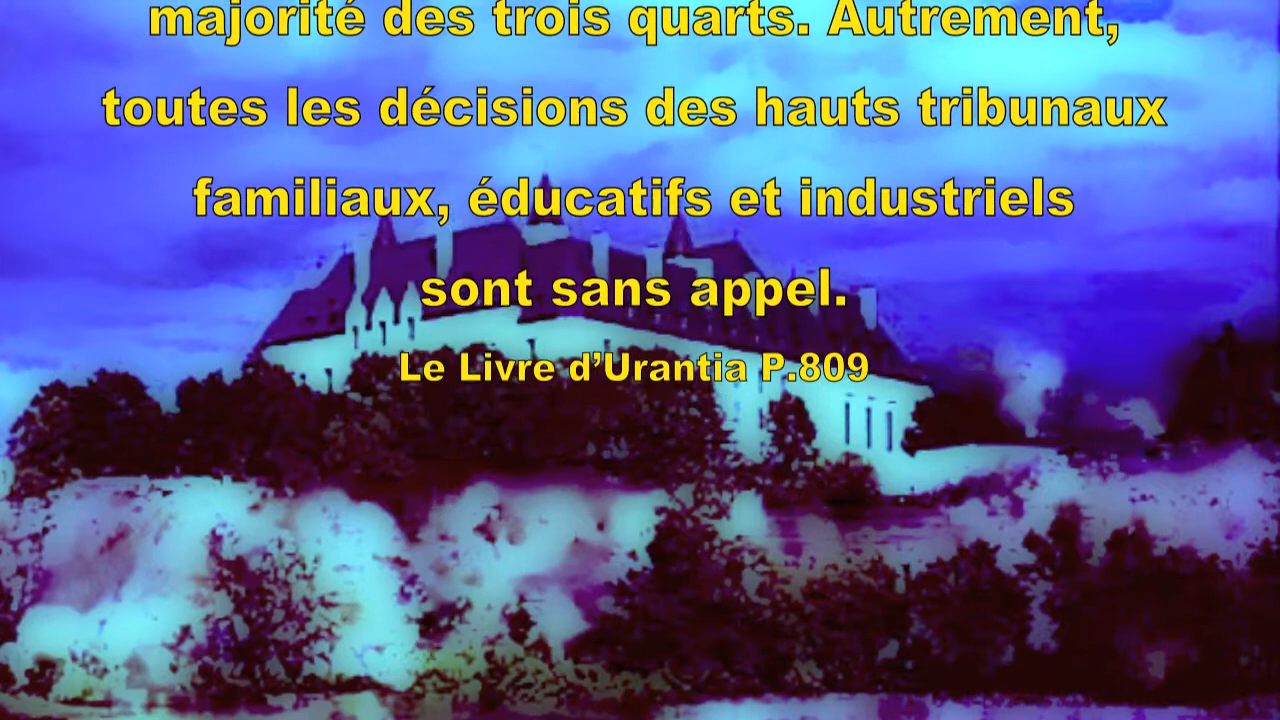 majorité des trois quarts. Autrement,
toutes les décisions des hauts tribunaux
familiaux, éducatifs et industriels
sont sans appel.
Le Livre d’Urantia P.809